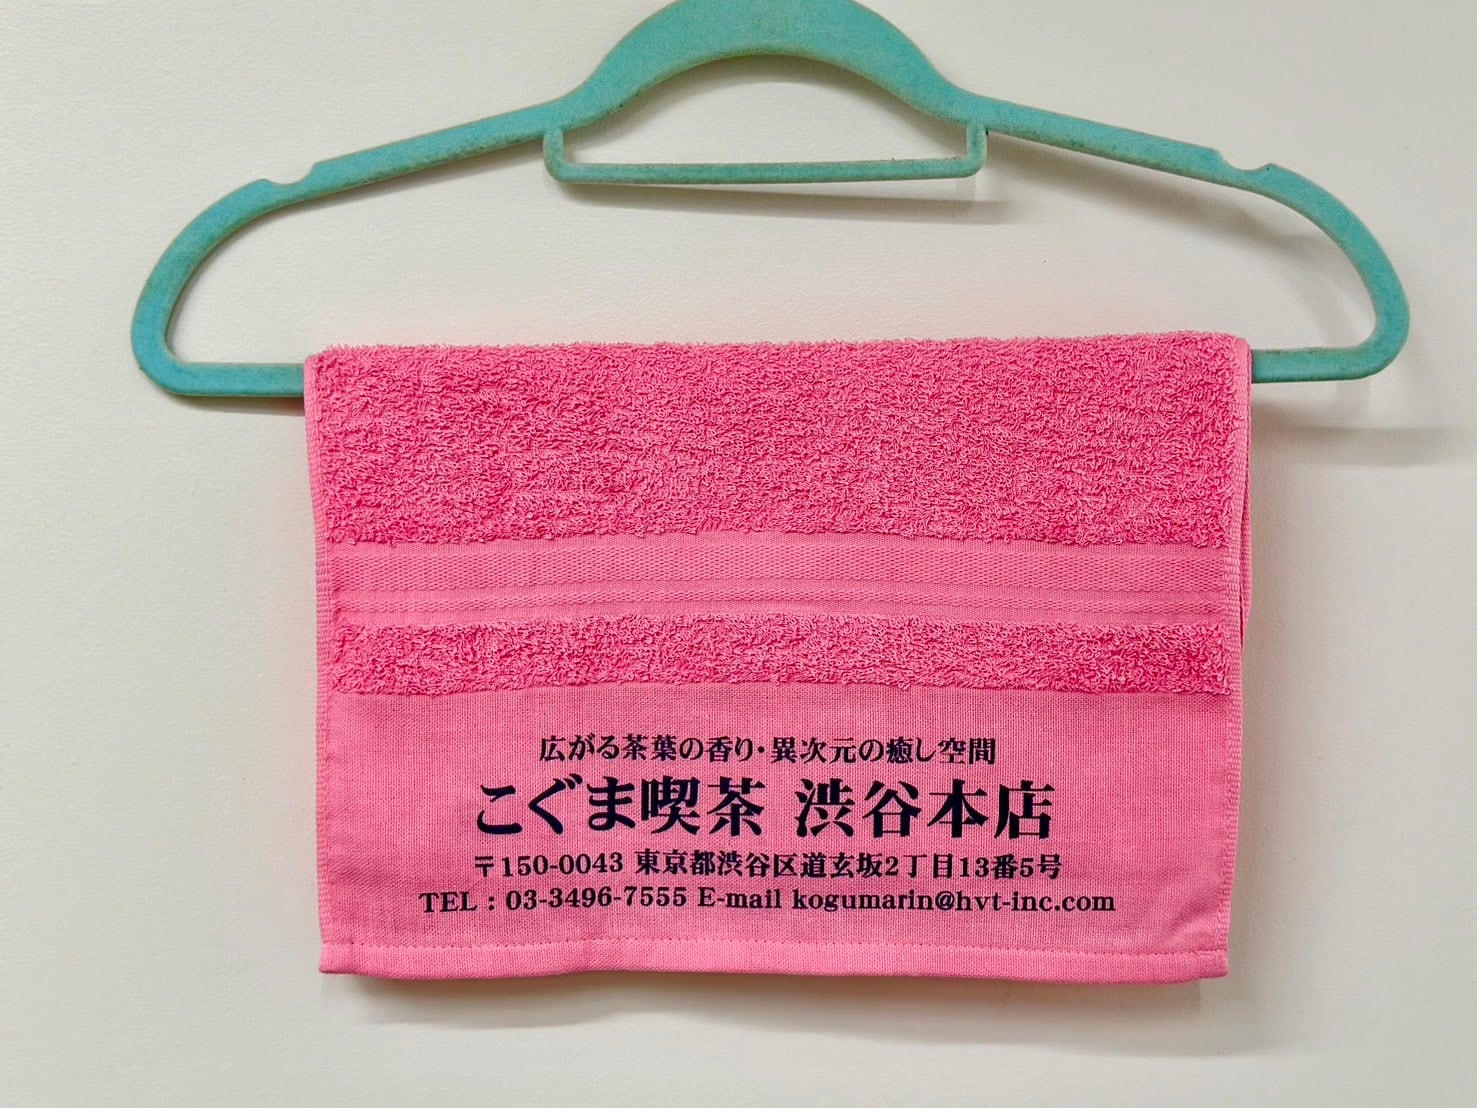 広がる茶葉の香り・異次元の癒し空間
こぐま喫茶 渋谷本店
〒150-0043 東京都渋谷区道玄坂2丁目13番5号
TEL : 03-3496-7555 E-mail kogumarin@hvt-inc.com